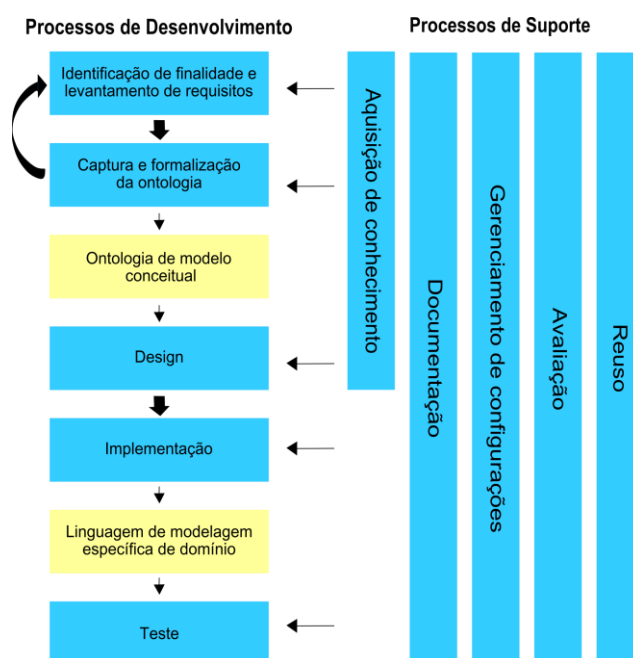 Processos de Desenvolvimento
Processos de Suporte
Identificação de finalidade e
levantamento de requisitos
Captura e formalização
da ontologia
Ontologia de modelo
conceitual
Design
Implementação
Linguagem de modelagem
específica de domínio
Teste
Aquisição de conhecimento
Documentação
Gerenciamento de configurações
Avaliação
Reuso